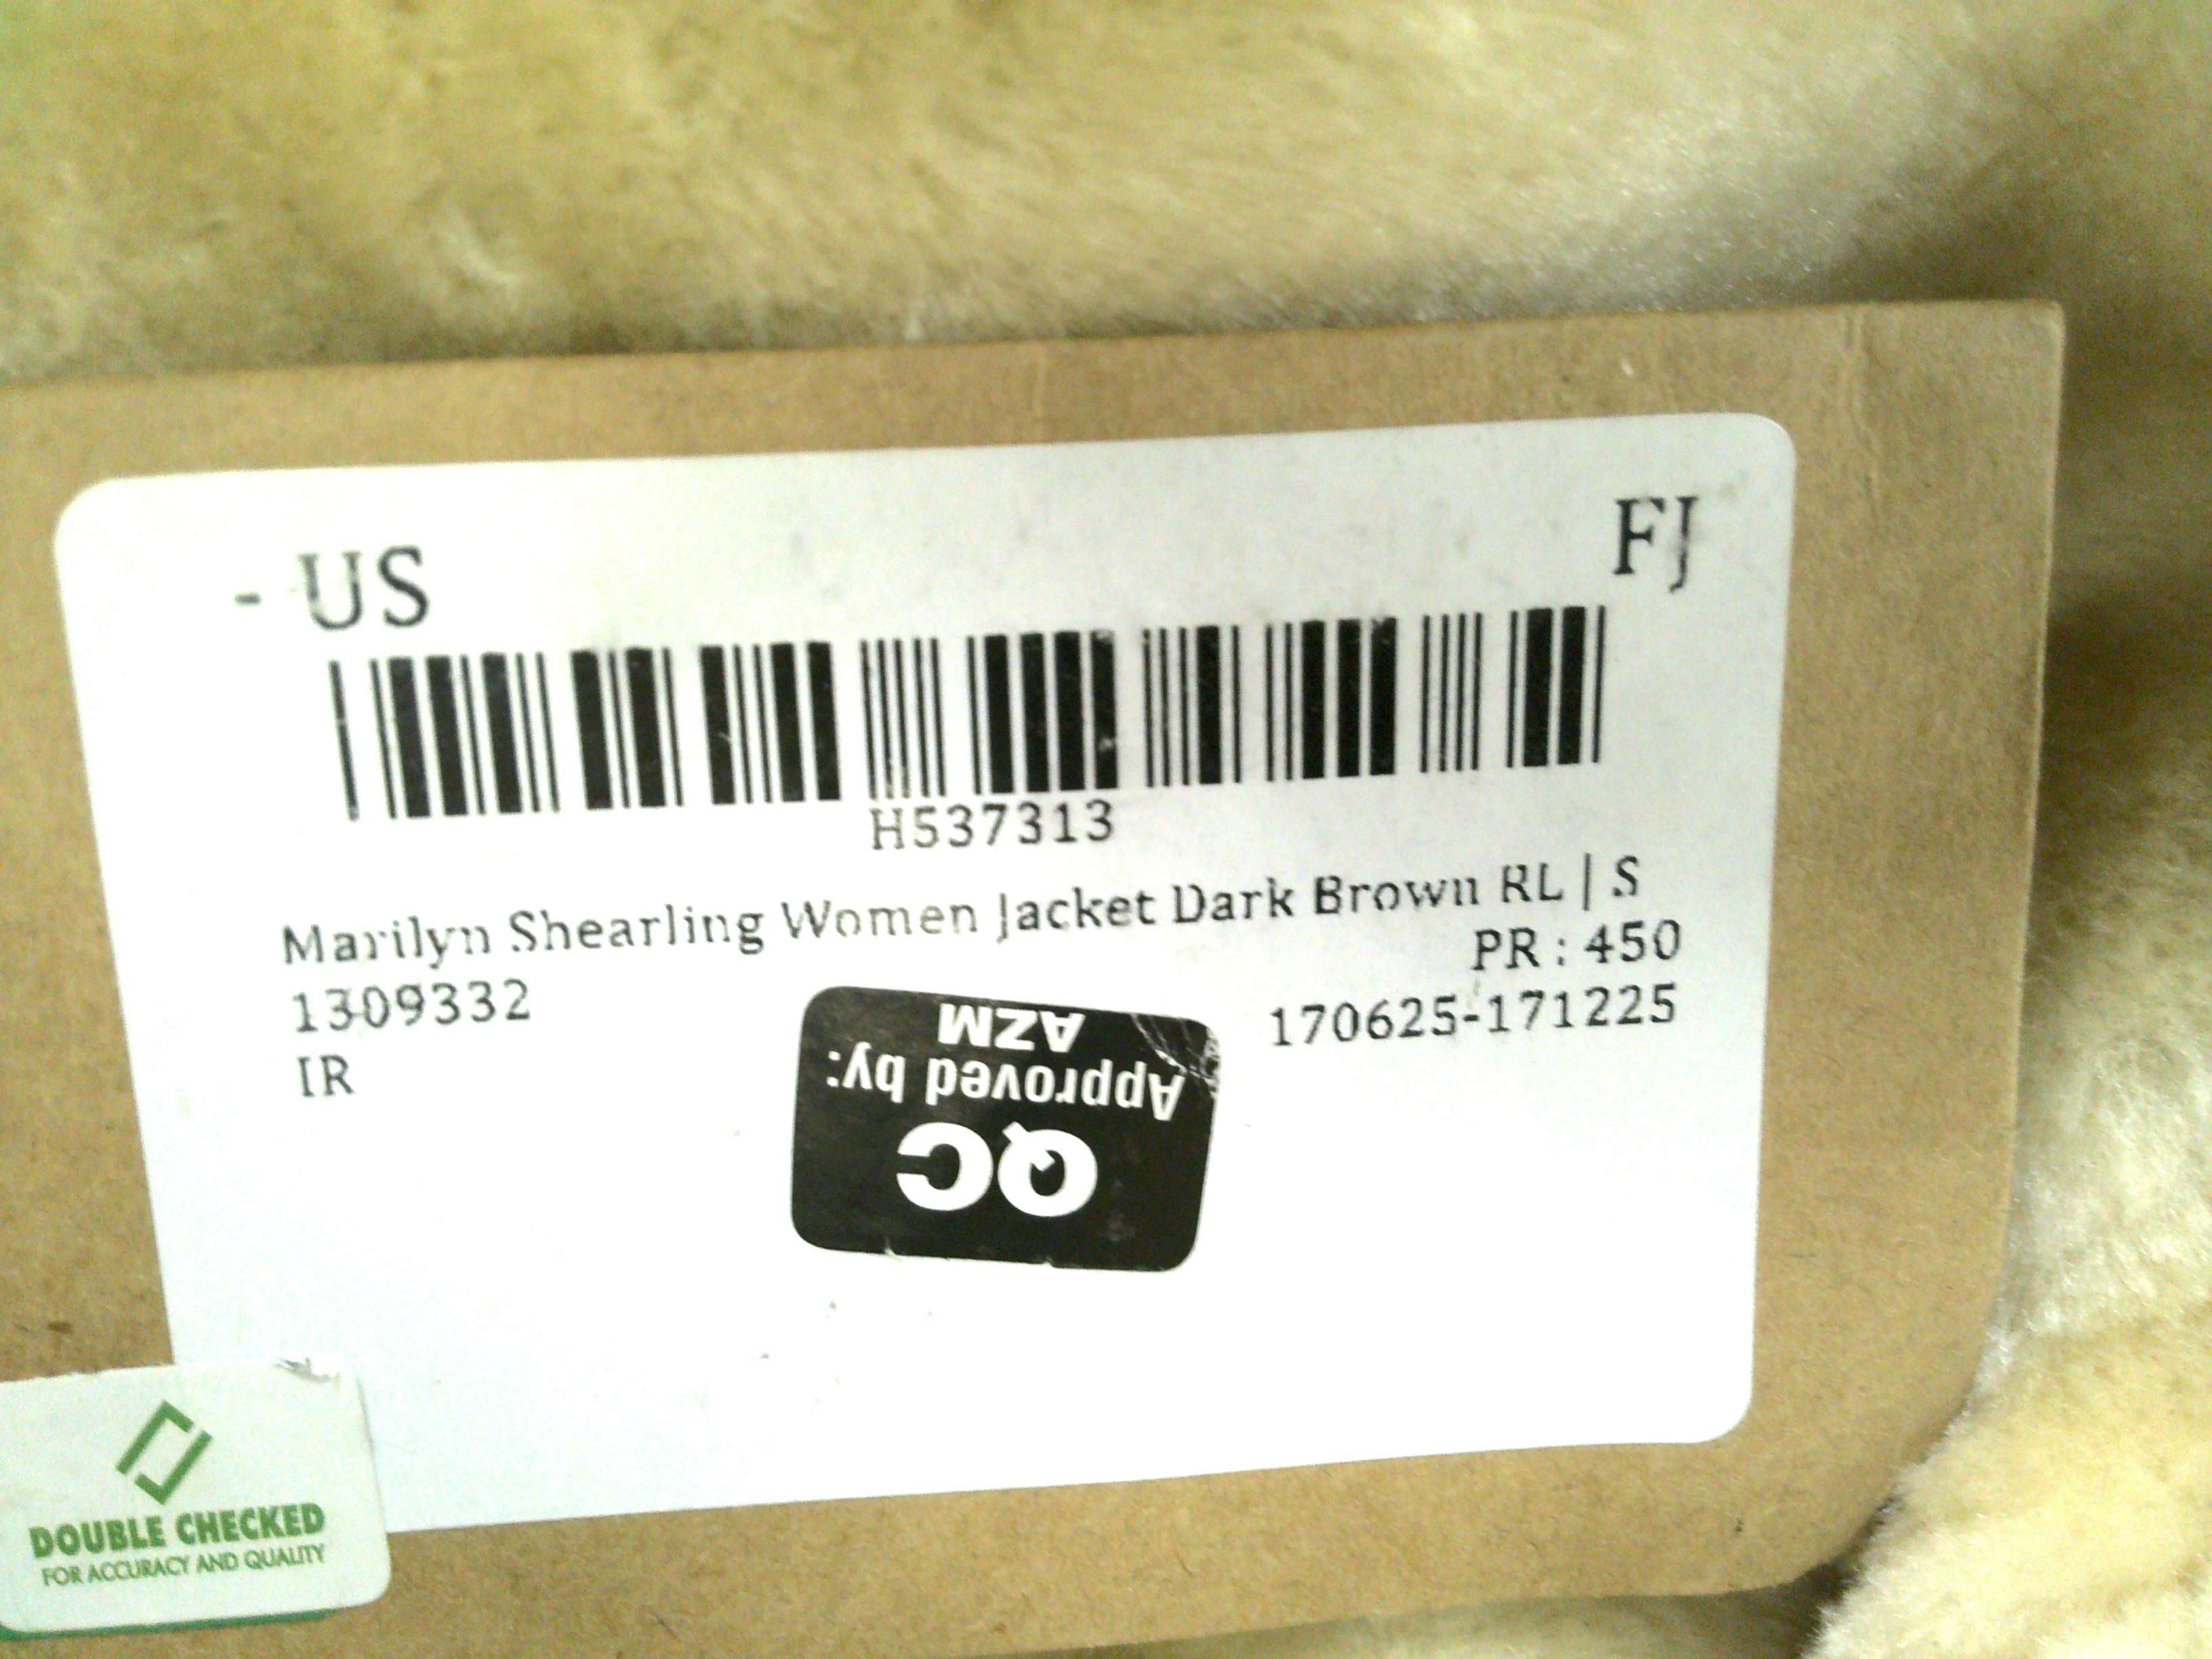 - US
FJ
H537313
Marilyn Shearling Women Jacket Dark Brown RL | S
PR : 450
1309332
170625-171225
IR
QC
Approved by:
AZM
DOUBLE CHECKED
FOR ACCURACY AND QUALITY